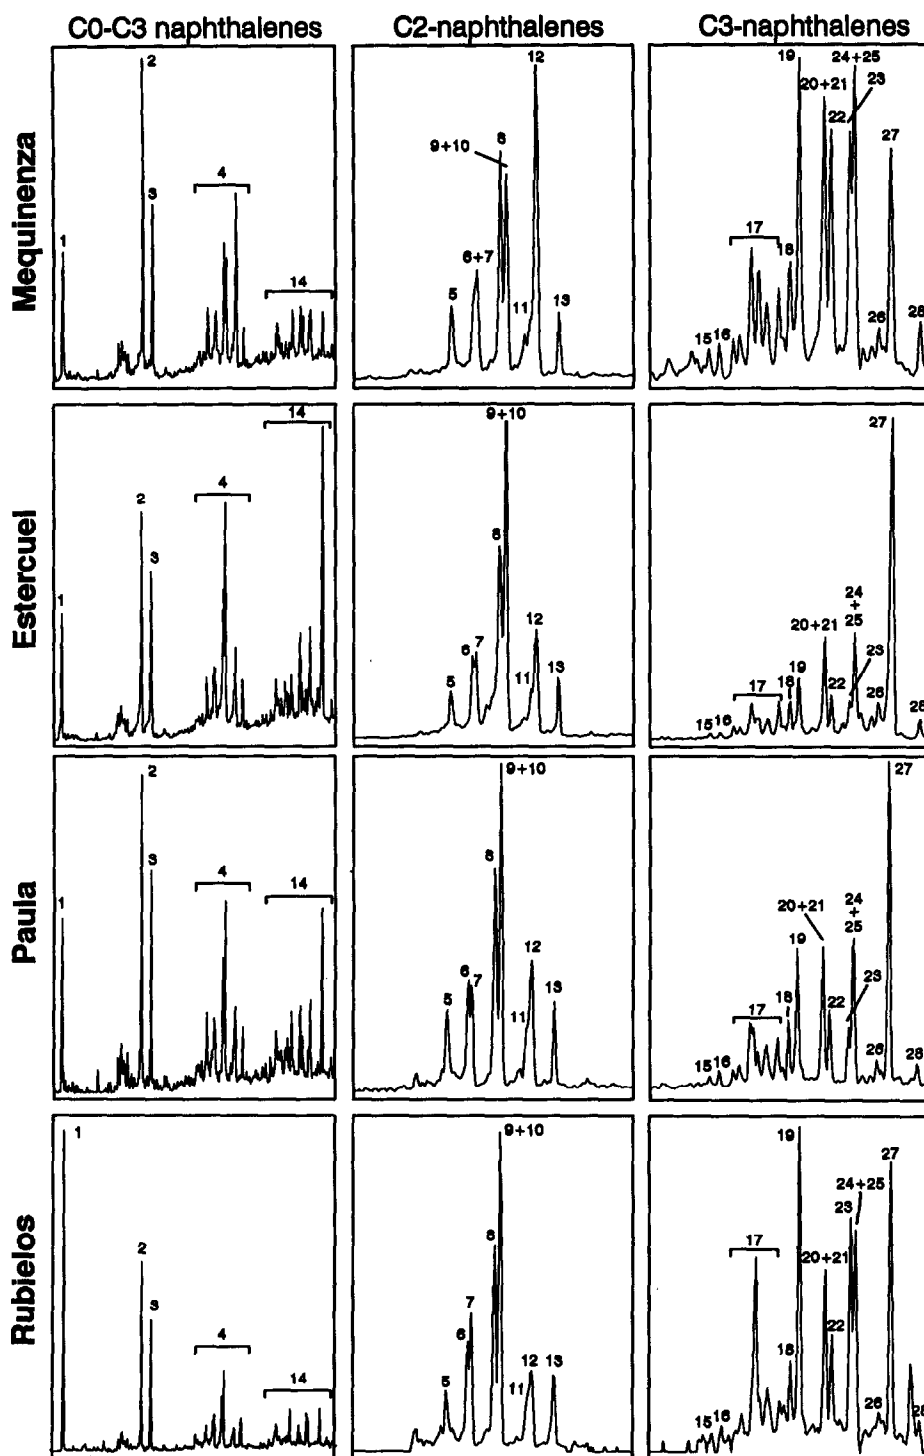 C0-C3 naphthalenes C2-naphthalenes C3-naphthalenes
Mequinenza
1 2 3 4 14
5 6+7 8 9+10 11 12 13
15 16 17 18 19 20+21 22 24+25 23 26 27 28
Estercuel
1 2 3 4 14
5 6 7 8 9+10 11 12 13
15 16 17 18 19 20+21 22 24 + 25 23 26 27 28
Paula
1 2 3 4 14
5 6 7 8 9+10 11 12 13
15 16 17 18 19 20+21 22 24 + 25 23 26 27 28
Rubielos
1 2 3 4 14
5 6 7 8 9+10 11 12 13
15 16 17 18 19 20+21 22 23 24+25 26 27 28